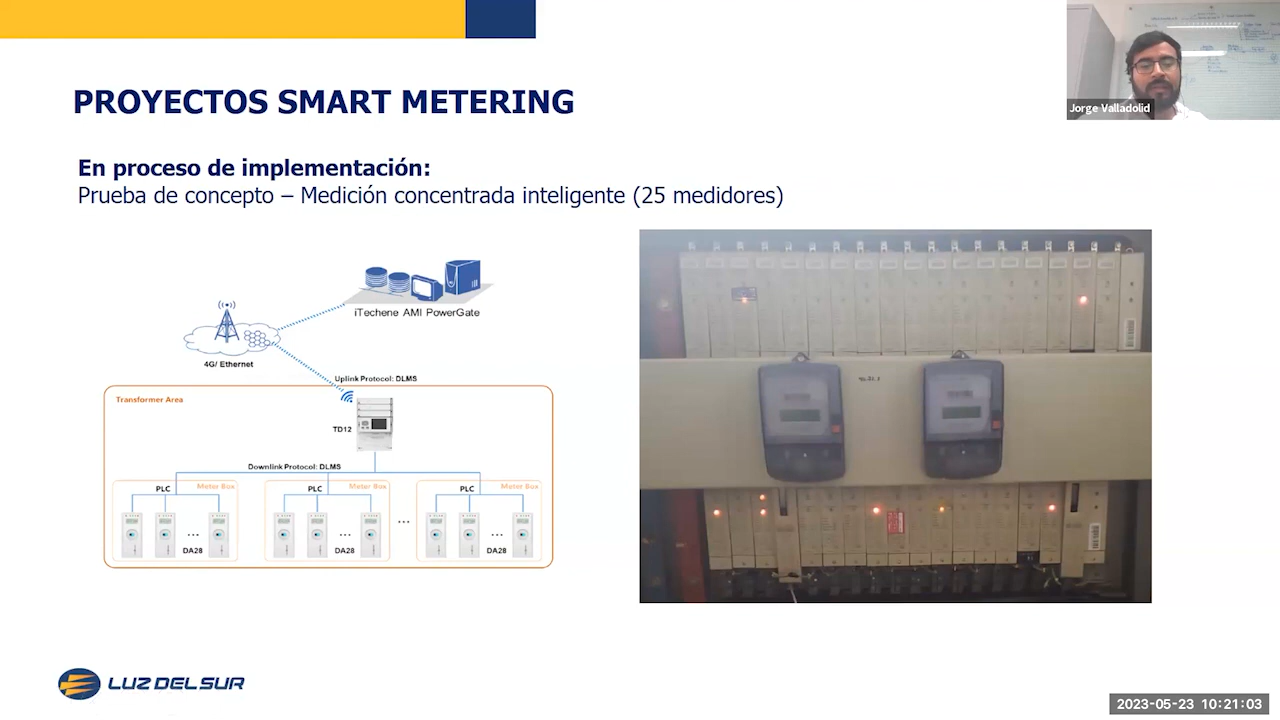 Jorge Valladolid
PROYECTOS SMART METERING
En proceso de implementación:
Prueba de concepto – Medición concentrada inteligente (25 medidores)
iTechene AMI PowerGate
4G/ Ethernet
Uplink Protocol: DLMS
Transformer Area
TD12
Downlink Protocol: DLMS
PLC
Meter Box
PLC
Meter Box
PLC
Meter Box
...
...
...
...
DA28
DA28
DA28
LUZ DEL SUR
2023-05-23 10:21:03